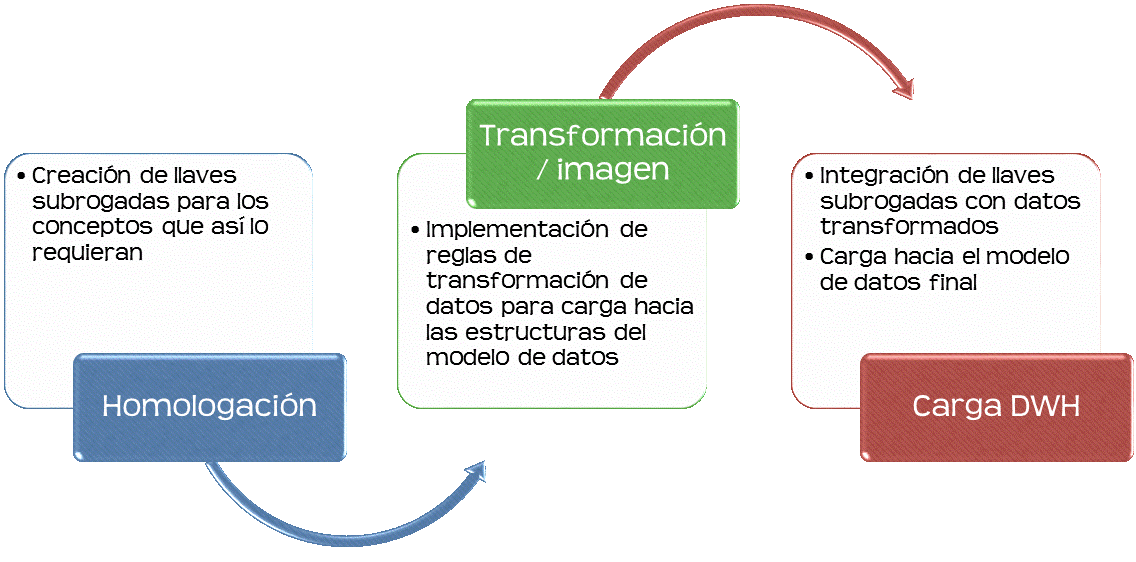 • Creación de llaves
subrogadas para los
conceptos que así lo
requieran
Homologación
Transformación
/ imagen
• Implementación de
reglas de
transformación de
datos para carga hacia
las estructuras del
modelo de datos
• Integración de llaves
subrogadas con datos
transformados
• Carga hacia el modelo
de datos final
Carga DWH